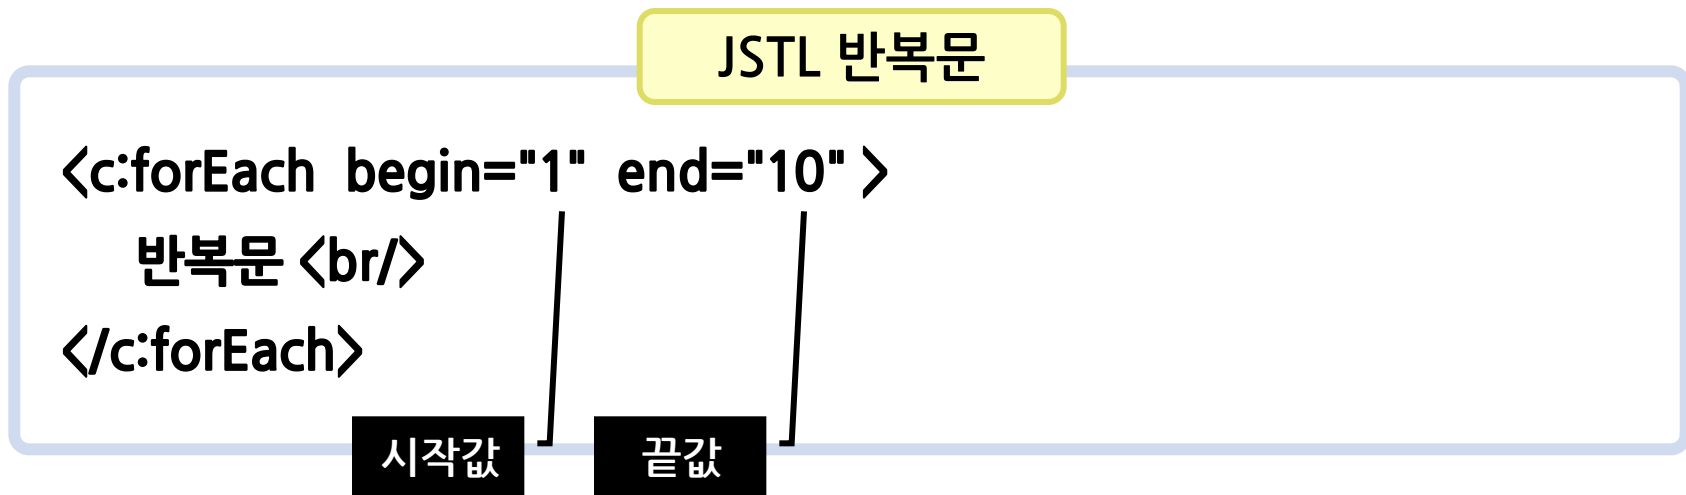 JSTL 반복문
<c:forEach begin="1" end="10" >
반복문 <br/>
</c:forEach>
시작값 끝값